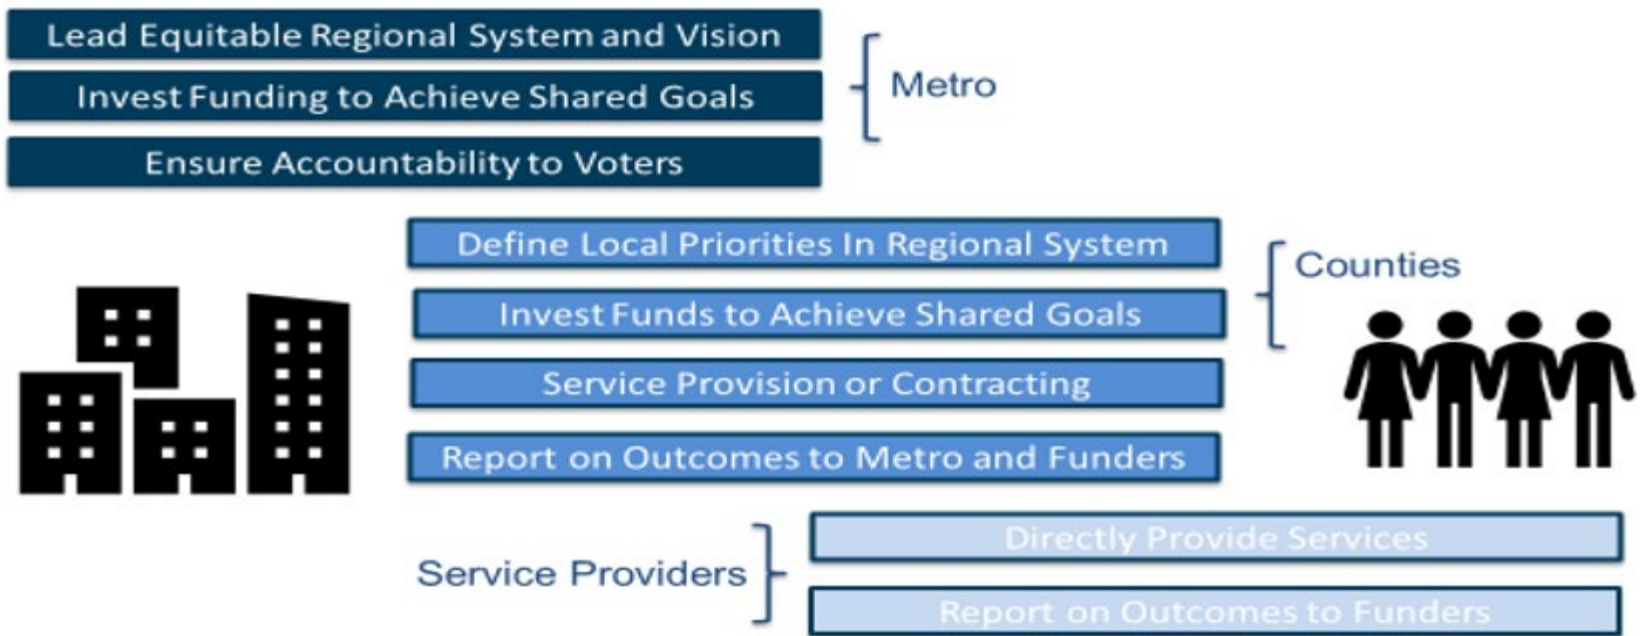 Lead Equitable Regional System and Vision
Invest Funding to Achieve Shared Goals
Metro
Ensure Accountability to Voters
Define Local Priorities In Regional System
Counties
Invest Funds to Achieve Shared Goals
Service Provision or Contracting
Report on Outcomes to Metro and Funders
Directly Provide Services
Service Providers
Report on Outcomes to Funders